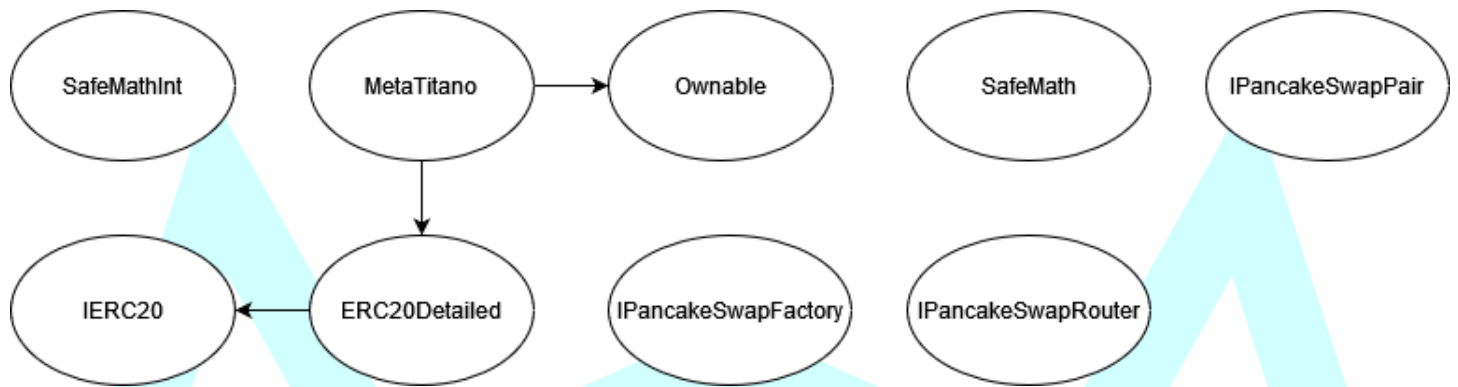 SafeMathInt
MetaTitano
Ownable
SafeMath
IPancakeSwapPair
IERC20
ERC20Detailed
IPancakeSwapFactory
IPancakeSwapRouter